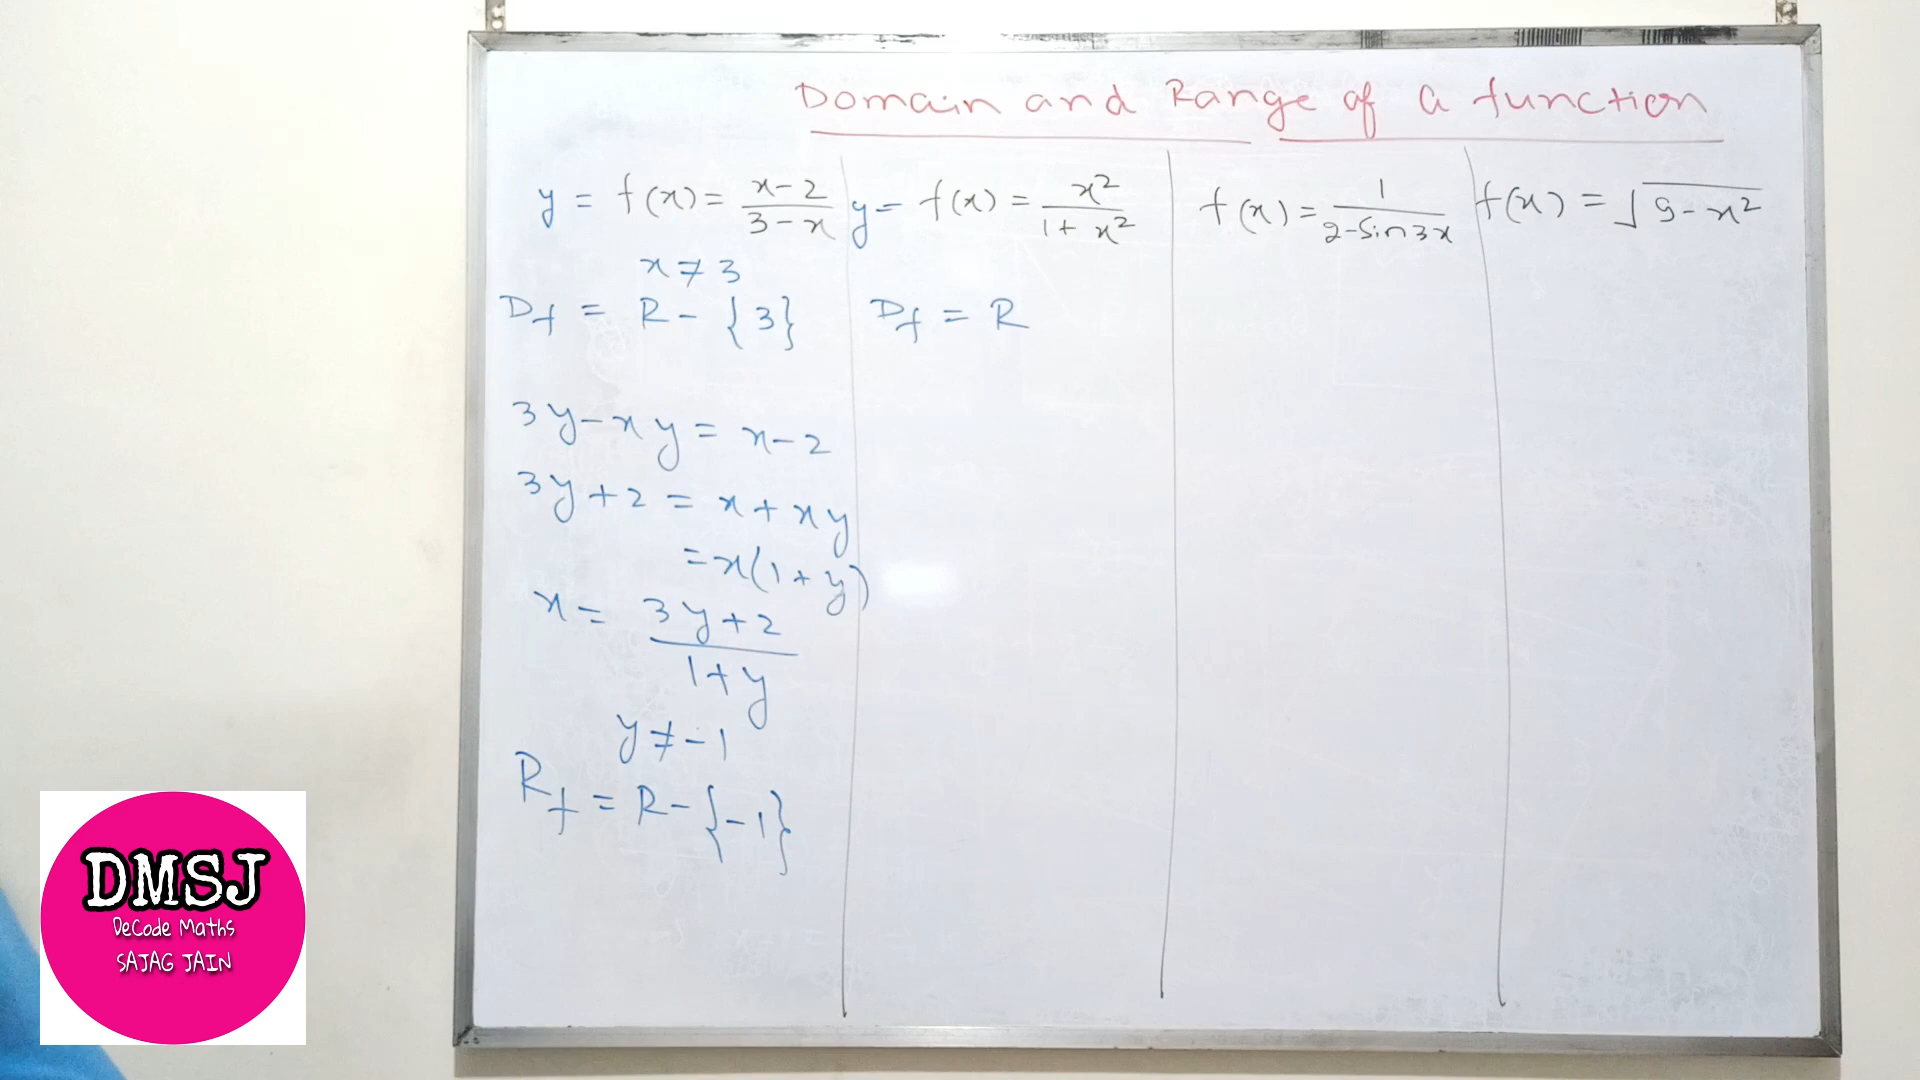 Domain and Range of a function
y = f(x) = x-2 / 3-x
x ≠ 3
Df = R - {3}
3y - xy = x - 2
3y + 2 = x + xy
= x(1 + y)
x = 3y+2 / 1+y
y ≠ -1
Rf = R - {-1}
y = f(x) = x² / 1+x²
Df = R
f(x) = 1 / 2-Sin3x
f(x) = √9-x²
DMSJ
DeCode Maths
SAJAG JAIN